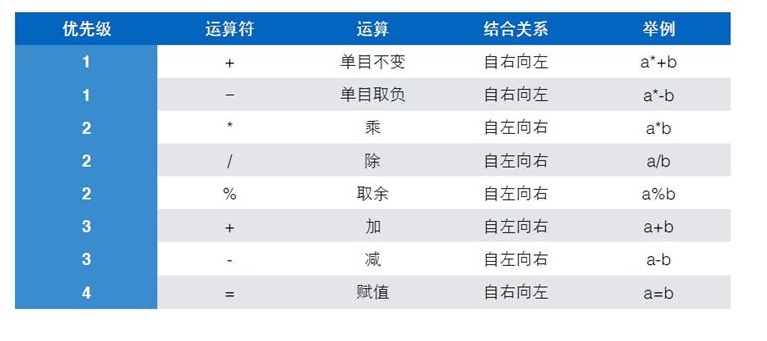 优先级 运算符 运算 结合关系 举例
1 + 单目不变 自右向左 a*+b
1 − 单目取负 自右向左 a*-b
2 * 乘 自左向右 a*b
2 / 除 自左向右 a/b
2 % 取余 自左向右 a%b
3 + 加 自左向右 a+b
3 - 减 自左向右 a-b
4 = 赋值 自右向左 a=b